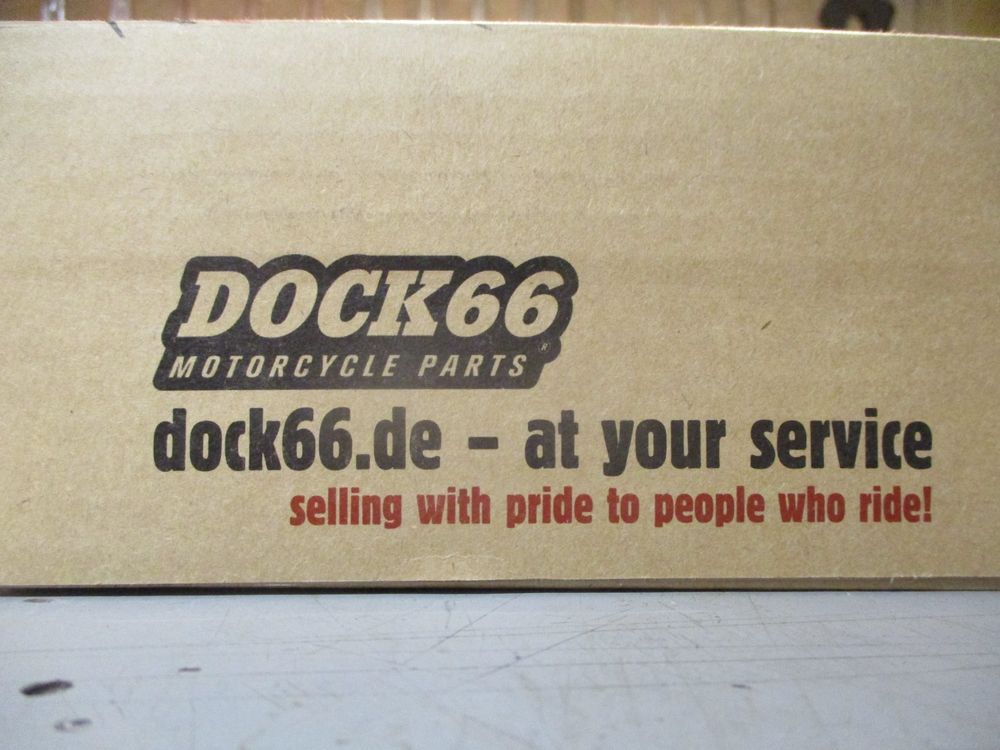 DOCK66
MOTORCYCLE PARTS®
dock66.de – at your service
selling with pride to people who ride!